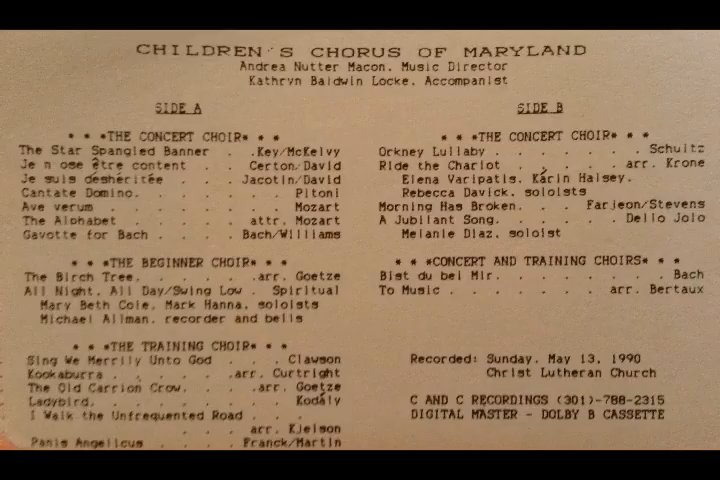 CHILDREN'S CHORUS OF MARYLAND
Andrea Nutter Macon, Music Director
Kathryn Baldwin Locke, Accompanist
SIDE A
* * *THE CONCERT CHOIR* * *
The Star Spangled Banner . .Key/McKelvy
Je n ose être content . . . Certon/David
Je suis désheritée . . . Jacotin/David
Cantate Domino. . . . . . Pitoni
Ave verum . . . . . . . Mozart
The Alphabet . . . . attr. Mozart
Gavotte for Bach . . . . Bach/Williams
* * *THE BEGINNER CHOIR* * *
The Birch Tree. . . . . .arr. Goetze
All Night, All Day/Swing Low . Spiritual
Mary Beth Cole, Mark Hanna, soloists
Michael Allman, recorder and bells
* * *THE TRAINING CHOIR* * *
Sing We Merrily Unto God . . . Clawson
Kookaburra . . . . . .arr. Curtright
The Old Carrion Crow. . . .arr. Goetze
Ladybird. . . . . . . . Kodály
I Walk the Unfrequented Road . . .
. . . . arr. Kjelson
Panis Angelicus . . . . Franck/Martin
SIDE B
* * *THE CONCERT CHOIR* * *
Orkney Lullaby . . . . . . . Schultz
Ride the Chariot . . . . . arr. Krone
Elena Varipatis, Karin Halsey,
Rebecca Davick, soloists
Morning Has Broken. . . . Farjeon/Stevens
A Jubilant Song. . . . . . Dello Joio
Melanie Diaz, soloist
* * *CONCERT AND TRAINING CHOIRS* * *
Bist du bei Mir. . . . . . . . . Bach
To Music . . . . . . . arr. Bertaux
Recorded: Sunday, May 13, 1990
Christ Lutheran Church
C AND C RECORDINGS (301)-788-2315
DIGITAL MASTER - DOLBY B CASSETTE